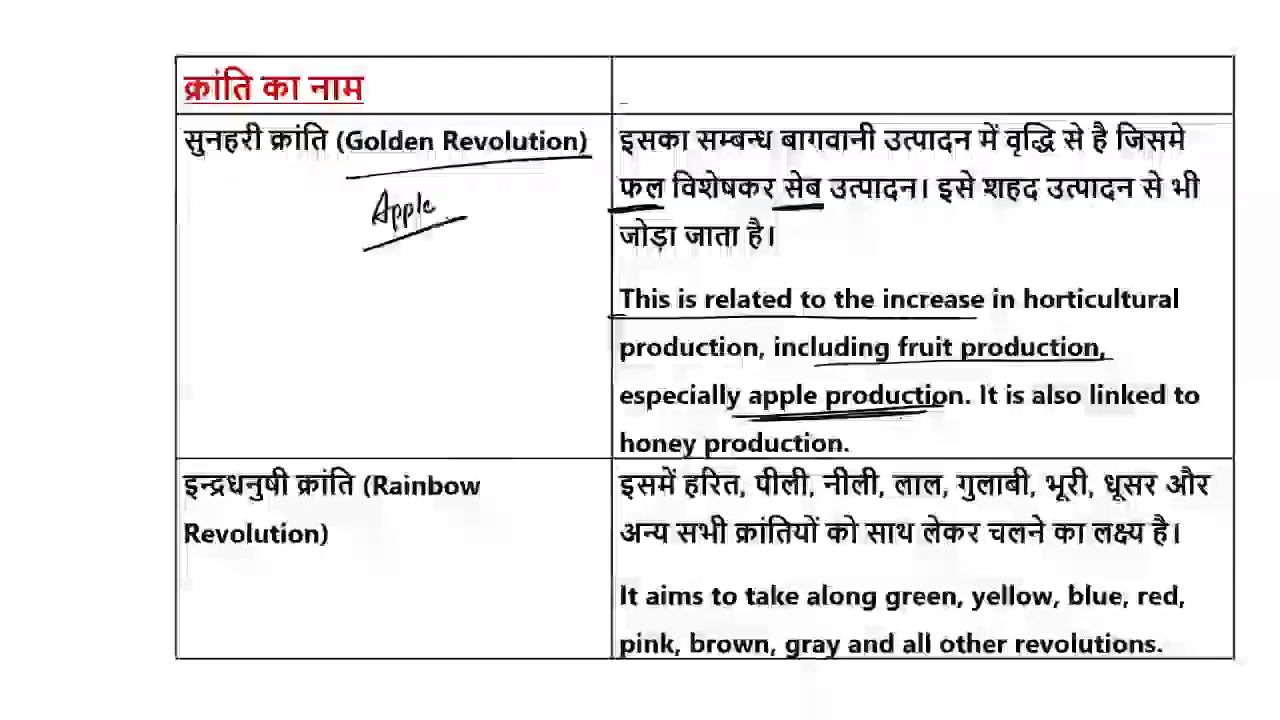 क्रांति का नाम
सुनहरी क्रांति (Golden Revolution)
Apple
इसका सम्बन्ध बागवानी उत्पादन में वृद्धि से है जिसमे
फल विशेषकर सेब उत्पादन। इसे शहद उत्पादन से भी
जोड़ा जाता है।
This is related to the increase in horticultural
production, including fruit production,
especially apple production. It is also linked to
honey production.
इन्द्रधनुषी क्रांति (Rainbow
Revolution)
इसमें हरित, पीली, नीली, लाल, गुलाबी, भूरी, धूसर और
अन्य सभी क्रांतियों को साथ लेकर चलने का लक्ष्य है।
It aims to take along green, yellow, blue, red,
pink, brown, gray and all other revolutions.